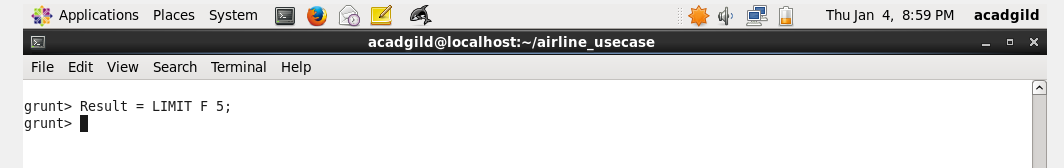 Applications Places System Thu Jan 4, 8:59 PM acadgild
acadgild@localhost:~/airline_usecase
File Edit View Search Terminal Help
grunt> Result = LIMIT F 5;
grunt>